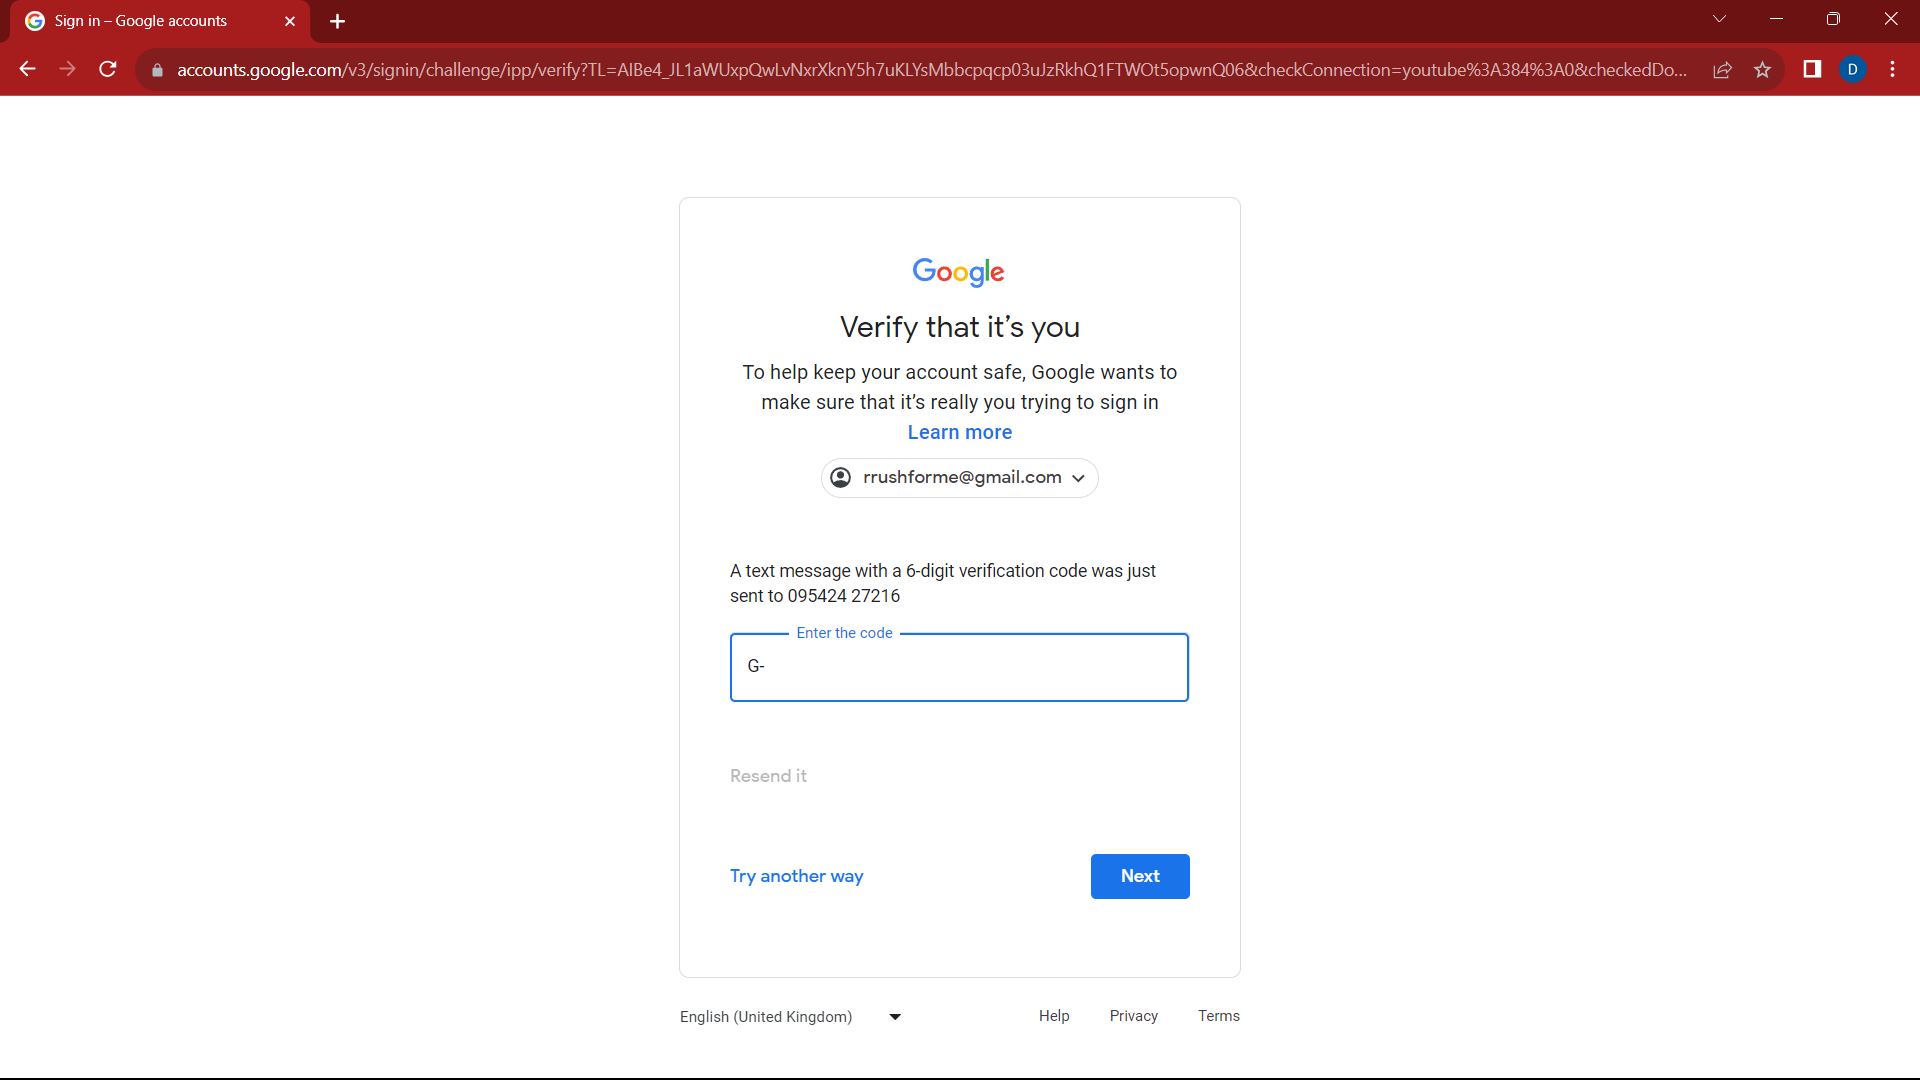 Sign in – Google accounts
accounts.google.com/v3/signin/challenge/ipp/verify?TL=AIBe4_JL1aWUxpQwLvNxrXknY5h7uKLYsMbbcpqcp03uJzRkhQ1FTWOt5opwnQ06&checkConnection=youtube%3A384%3A0&checkedDo...
D
Google
Verify that it’s you
To help keep your account safe, Google wants to
make sure that it’s really you trying to sign in
Learn more
rrushforme@gmail.com
A text message with a 6-digit verification code was just
sent to 095424 27216
Enter the code
G-
Resend it
Try another way
Next
English (United Kingdom)
Help
Privacy
Terms